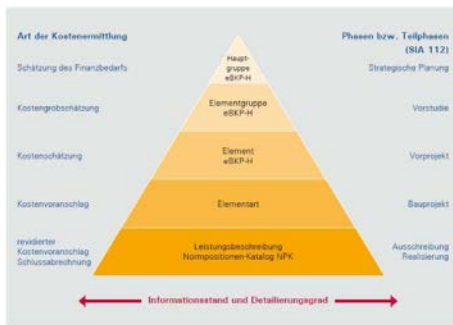 Art der Kostenermittlung
Phasen bzw. Teilphasen
(SIA 112)
Schätzung des Finanzbedarfs
Haupt-
gruppe
eBKP-H
Strategische Planung
Kostengrobschätzung
Elementgruppe
eBKP-H
Vorstudie
Kostenschätzung
Element
eBKP-H
Vorprojekt
Kostenvoranschlag
Elementart
Bauprojekt
revidierter
Kostenvoranschlag
Schlussabrechnung
Leistungsbeschreibung
Normpositionen-Katalog NPK
Ausschreibung
Realisierung
Informationsstand und Detailierungsgrad